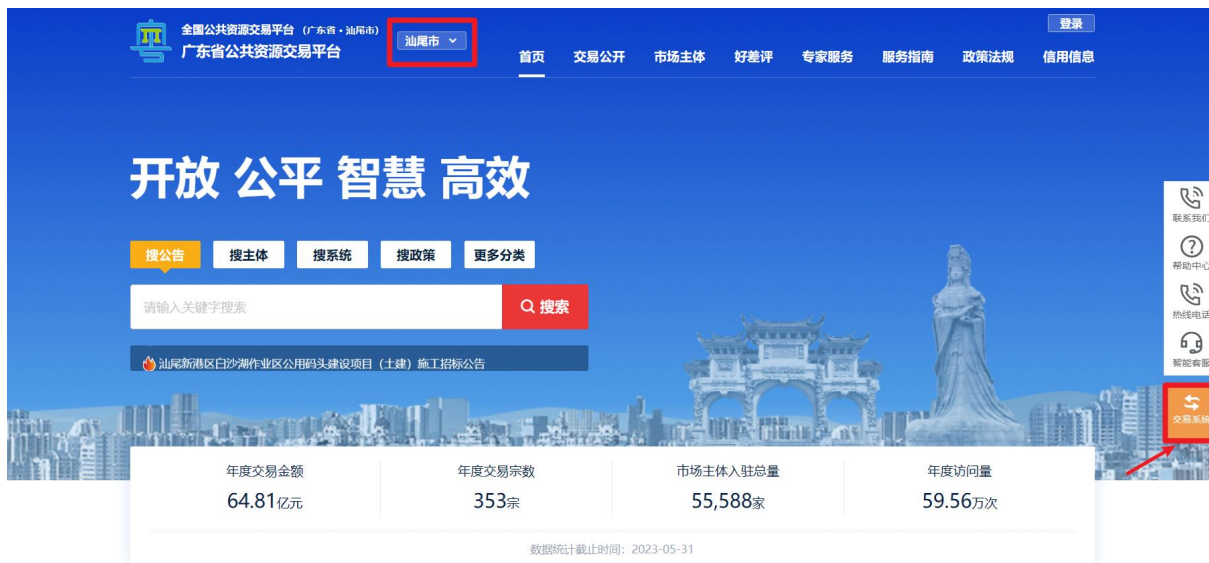 全国公共资源交易平台（广东省·汕尾市）
广东省公共资源交易平台
汕尾市
登录
首页 交易公开 市场主体 好差评 专家服务 服务指南 政策法规 信用信息
开放 公平 智慧 高效
搜公告 搜主体 搜系统 搜政策 更多分类
请输入关键字搜索
搜索
汕尾新港区白沙湖作业区公用码头建设项目（土建）施工招标公告
联系我们
帮助中心
热线电话
智能客服
交易系统
年度交易金额 年度交易宗数 市场主体入驻总量 年度访问量
64.81亿元 353宗 55,588家 59.56万次
数据统计截止时间：2023-05-31